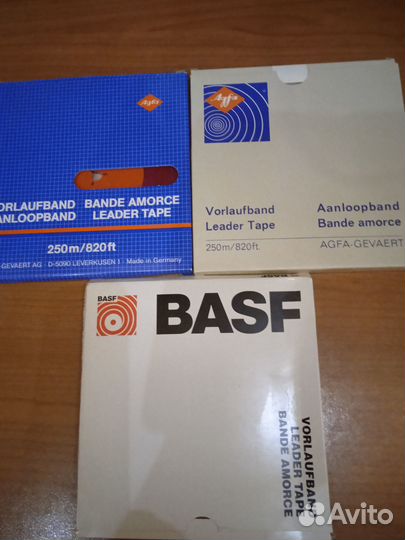 Agfa
VORLAUFBAND BANDE AMORCE
AANLOOPBAND LEADER TAPE
250m/820ft
-GEVAERT AG D-5090 LEVERKUSEN 1 Made in Germany
Agfa
Vorlaufband Aanloopband
Leader Tape Bande amorce
250m/820ft. AGFA-GEVAERT
BASF
BASF
BASF
VORLAUFBAND
LEADER TAPE
BANDE AMORCE
Avito